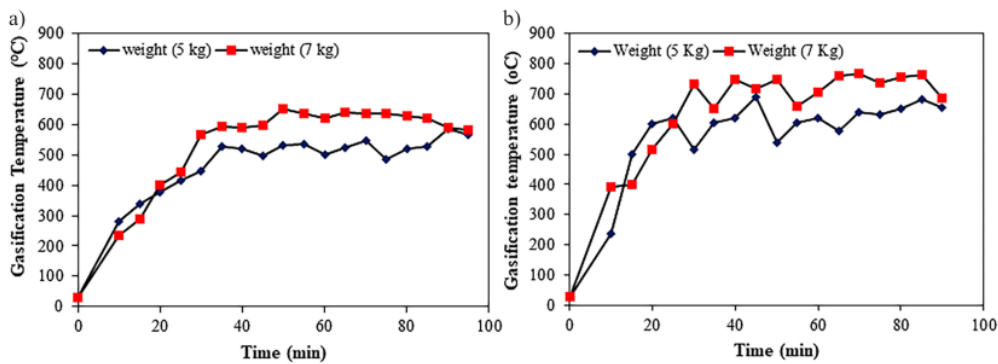 a)
900
800
700
600
500
400
300
200
100
0
Gasification Temperature (°C)
weight (5 kg) weight (7 kg)
0 20 40 60 80 100
Time (min)
b)
900
800
700
600
500
400
300
200
100
0
Gasification temperature (oC)
Weight (5 Kg) Weight (7 Kg)
0 20 40 60 80 100
Time (min)